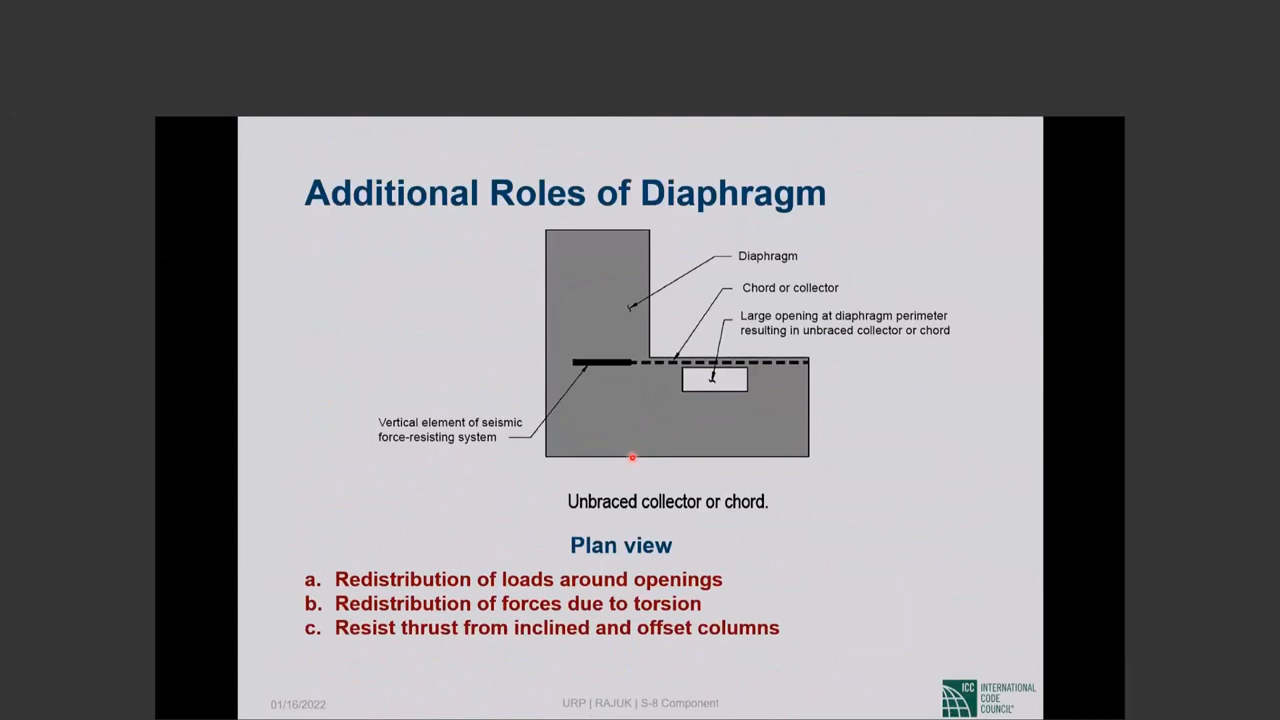 Additional Roles of Diaphragm
Diaphragm
Chord or collector
Large opening at diaphragm perimeter
resulting in unbraced collector or chord
Vertical element of seismic
force-resisting system
Unbraced collector or chord.
Plan view
a. Redistribution of loads around openings
b. Redistribution of forces due to torsion
c. Resist thrust from inclined and offset columns
01/16/2022
URP | RAJUK | S-8 Component
ICC
INTERNATIONAL
CODE
COUNCIL®